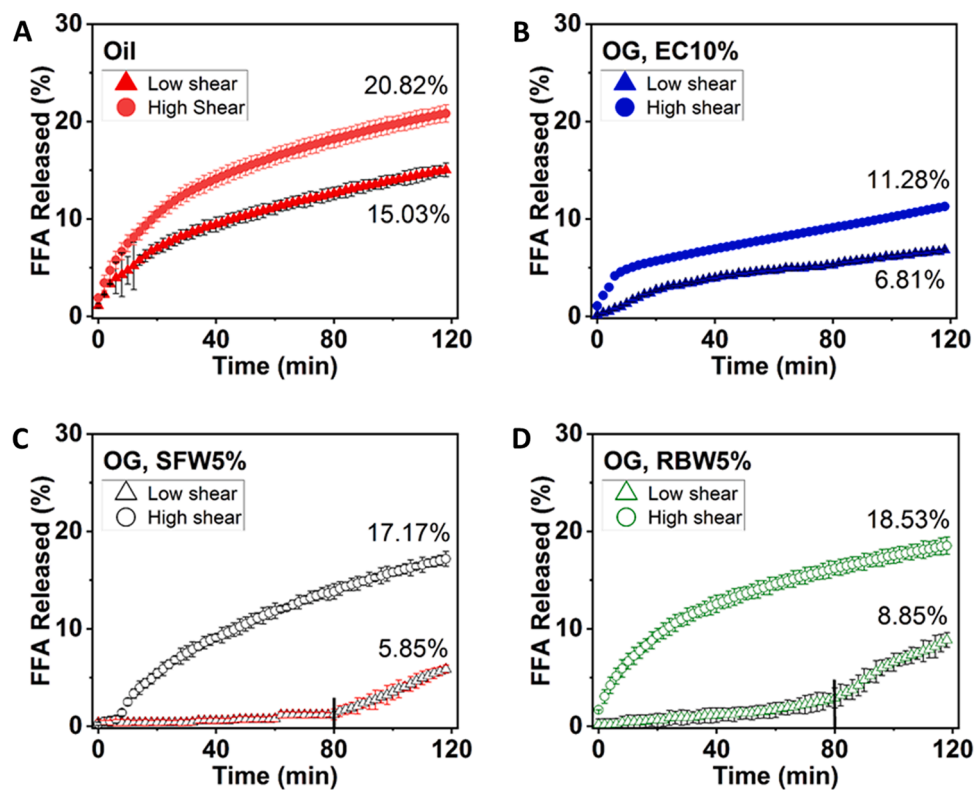 A
Oil
Low shear
High Shear
20.82%
15.03%
FFA Released (%)
30
20
10
0
0 40 80 120
Time (min)
B
OG, EC10%
Low shear
High shear
11.28%
6.81%
FFA Released (%)
30
20
10
0
0 40 80 120
Time (min)
C
OG, SFW5%
Low shear
High shear
17.17%
5.85%
FFA Released (%)
30
20
10
0
0 40 80 120
Time (min)
D
OG, RBW5%
Low shear
High shear
18.53%
8.85%
FFA Released (%)
30
20
10
0
0 40 80 120
Time (min)